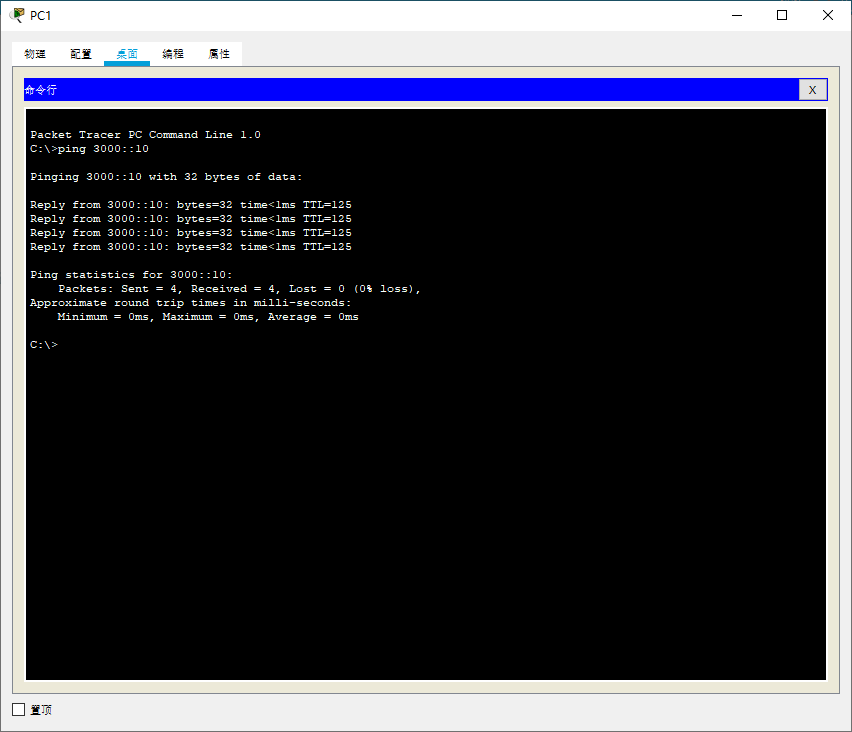 PC1
物理 配置 桌面 编程 属性
命令行 X
Packet Tracer PC Command Line 1.0
C:\>ping 3000::10
Pinging 3000::10 with 32 bytes of data:
Reply from 3000::10: bytes=32 time<1ms TTL=125
Reply from 3000::10: bytes=32 time<1ms TTL=125
Reply from 3000::10: bytes=32 time<1ms TTL=125
Reply from 3000::10: bytes=32 time<1ms TTL=125
Ping statistics for 3000::10:
    Packets: Sent = 4, Received = 4, Lost = 0 (0% loss),
Approximate round trip times in milli-seconds:
    Minimum = 0ms, Maximum = 0ms, Average = 0ms
C:\>
置顶